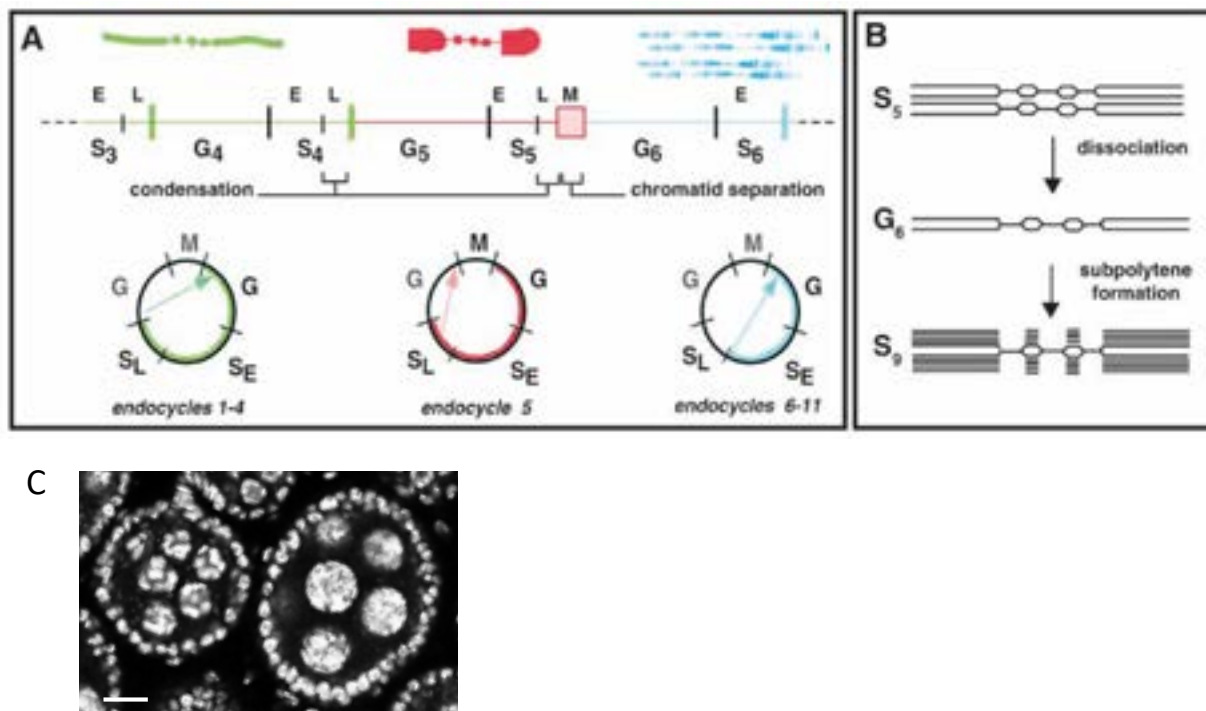 A
E L E L E L M E
S3 G4 S4 G5 S5 G6 S6
condensation chromatid separation
M M M
G G G G G G
SL SE SL SE SL SE
endocycles 1-4 endocycle 5 endocycles 6-11
B
S5
dissociation
G6
subpolytene
formation
S9
C